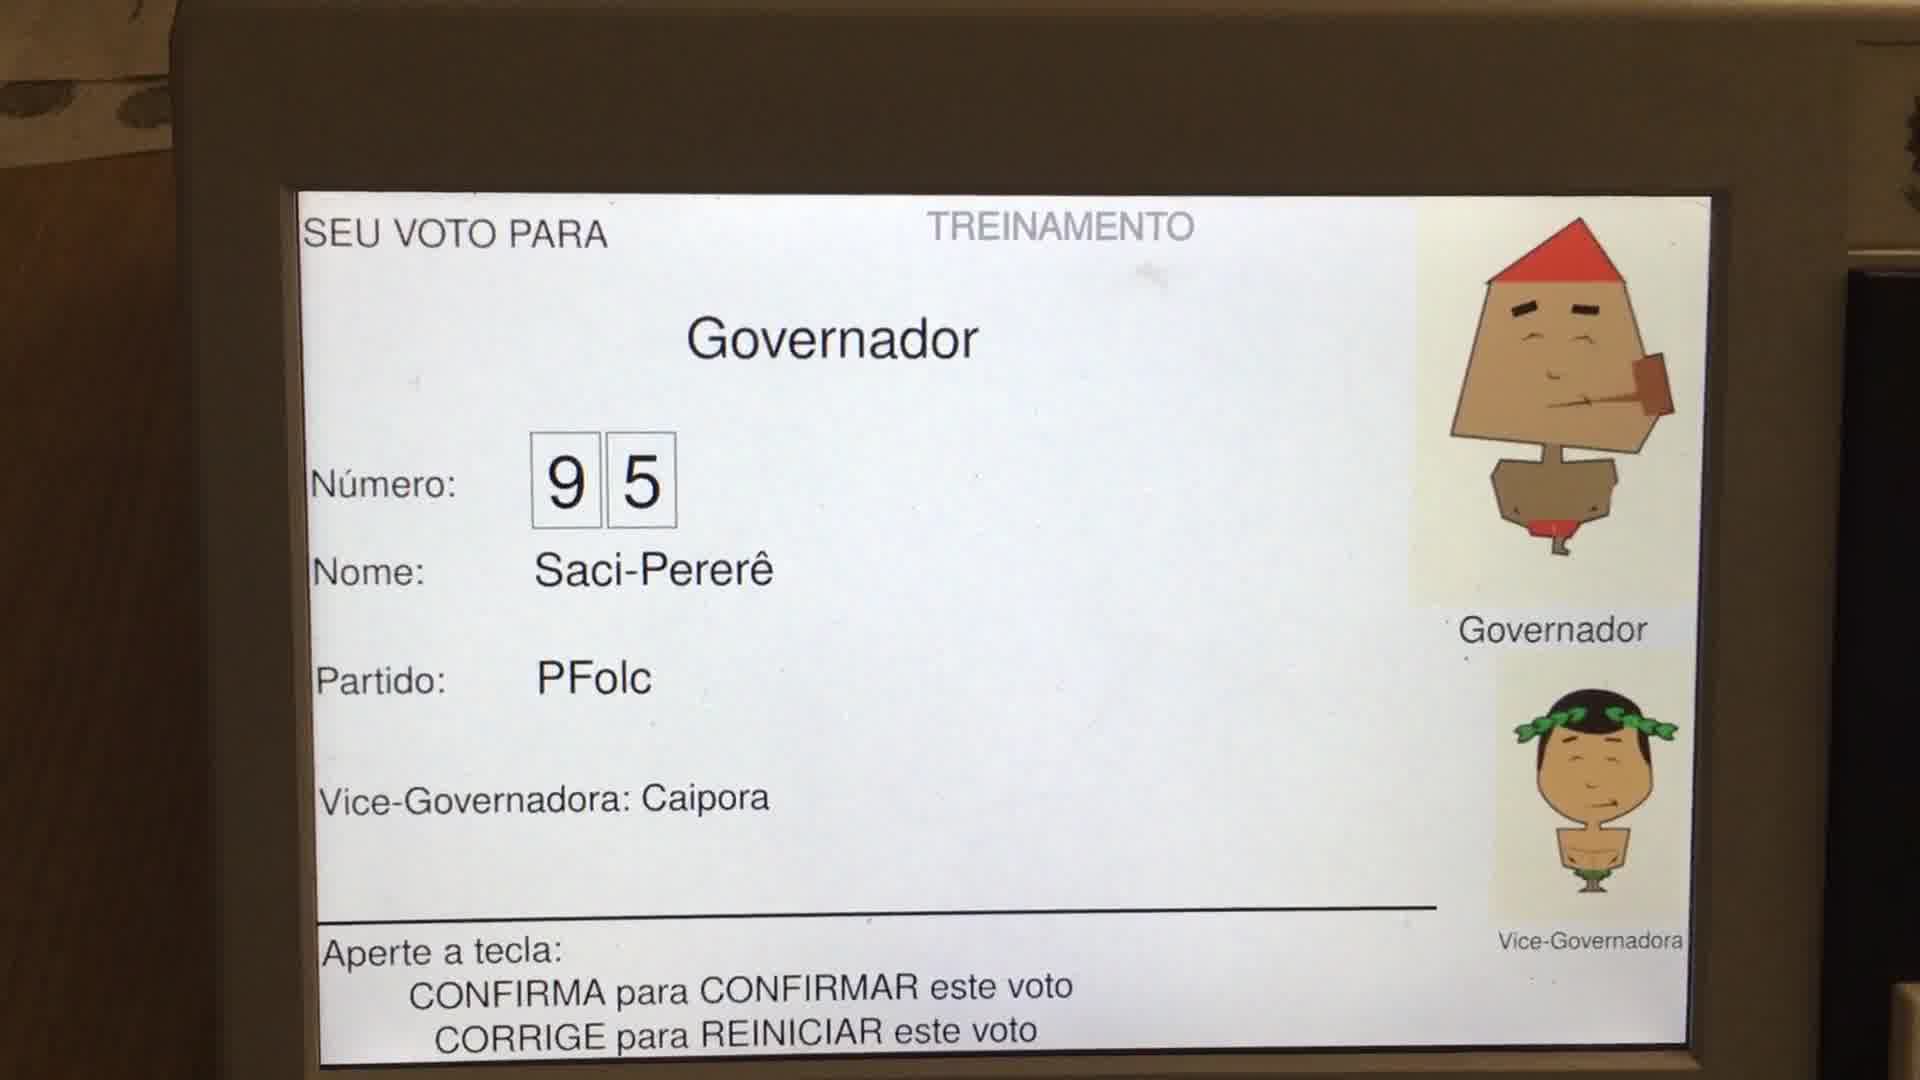 SEU VOTO PARA
TREINAMENTO
Governador
Número: 9 5
Nome: Saci-Pererê
Partido: PFolc
Vice-Governadora: Caipora
Governador
Vice-Governadora
Aperte a tecla:
CONFIRMA para CONFIRMAR este voto
CORRIGE para REINICIAR este voto